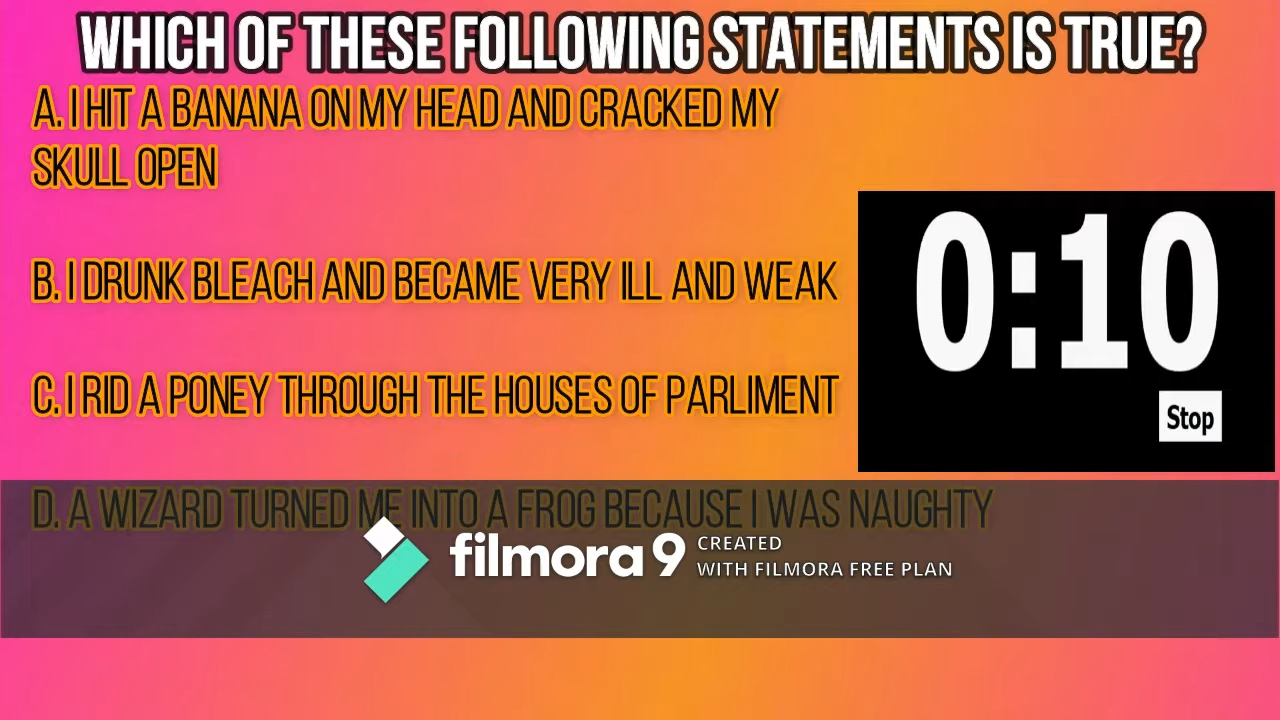 WHICH OF THESE FOLLOWING STATEMENTS IS TRUE?
A. I HIT A BANANA ON MY HEAD AND CRACKED MY
SKULL OPEN
B. I DRUNK BLEACH AND BECAME VERY ILL AND WEAK
0:10
Stop
C. I RID A PONEY THROUGH THE HOUSES OF PARLIMENT
D. A WIZARD TURNED ME INTO A FROG BECAUSE I WAS NAUGHTY
filmora 9
CREATED
WITH FILMORA FREE PLAN